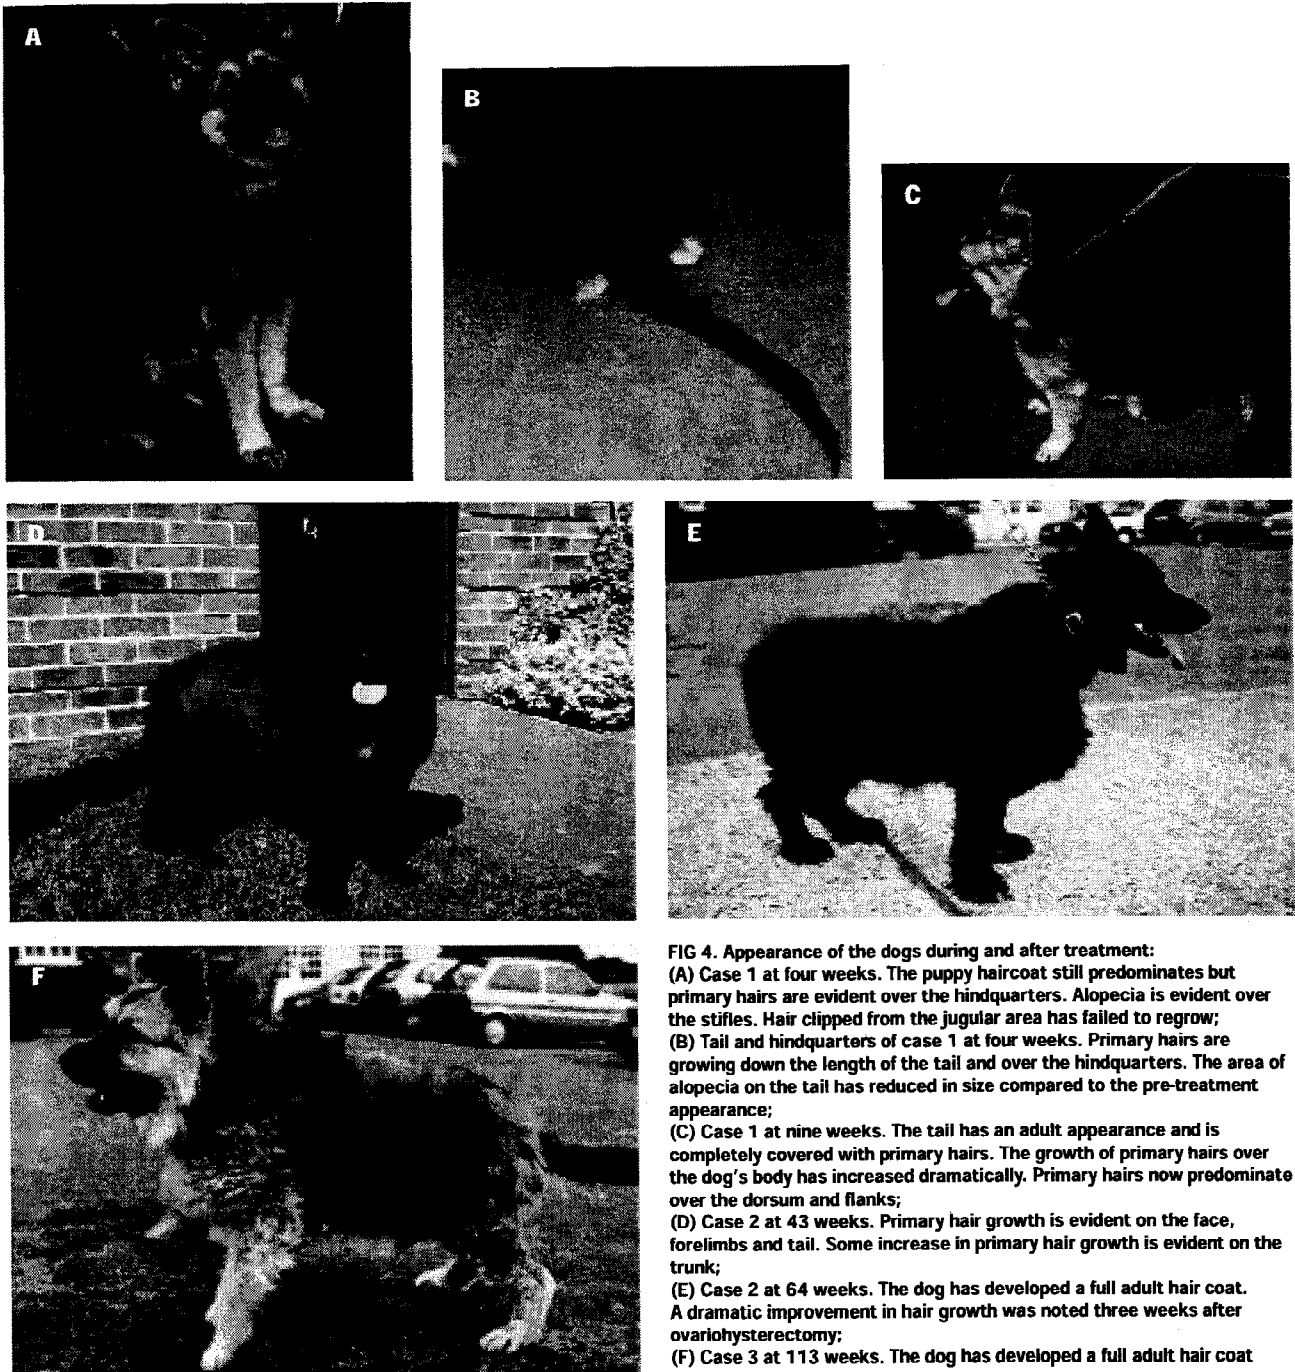 A
B
C
D
E
F
FIG 4. Appearance of the dogs during and after treatment:
(A) Case 1 at four weeks. The puppy haircoat still predominates but
primary hairs are evident over the hindquarters. Alopecia is evident over
the stifles. Hair clipped from the jugular area has failed to regrow;
(B) Tail and hindquarters of case 1 at four weeks. Primary hairs are
growing down the length of the tail and over the hindquarters. The area of
alopecia on the tail has reduced in size compared to the pre-treatment
appearance;
(C) Case 1 at nine weeks. The tail has an adult appearance and is
completely covered with primary hairs. The growth of primary hairs over
the dog's body has increased dramatically. Primary hairs now predominate
over the dorsum and flanks;
(D) Case 2 at 43 weeks. Primary hair growth is evident on the face,
forelimbs and tail. Some increase in primary hair growth is evident on the
trunk;
(E) Case 2 at 64 weeks. The dog has developed a full adult hair coat.
A dramatic improvement in hair growth was noted three weeks after
ovariohysterectomy;
(F) Case 3 at 113 weeks. The dog has developed a full adult hair coat